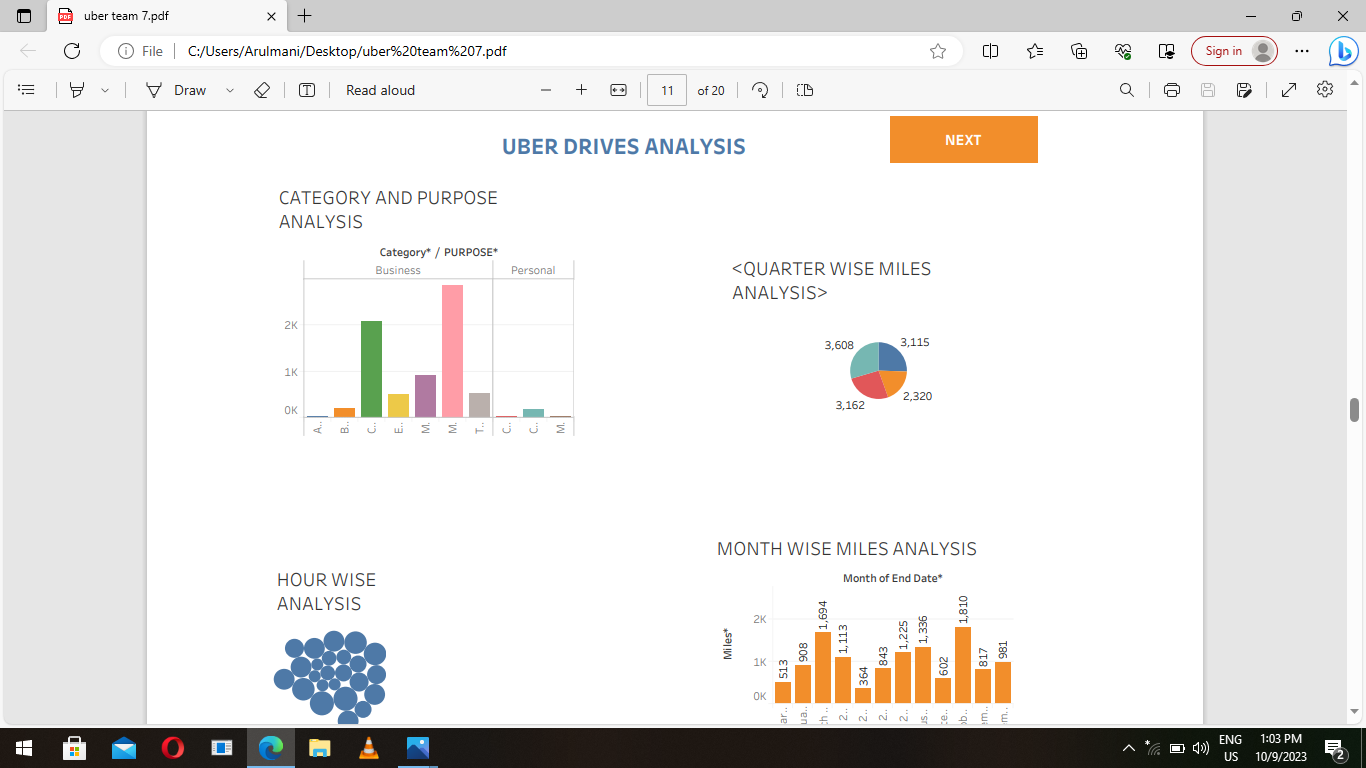 uber team 7.pdf
File
C:/Users/Arulmani/Desktop/uber%20team%207.pdf
Sign in
Draw
Read aloud
11
of 20
UBER DRIVES ANALYSIS
NEXT
CATEGORY AND PURPOSE
ANALYSIS
Category* / PURPOSE*
Business
Personal
2K
1K
0K
A..
B..
C..
E..
M.
M.
T..
C..
C..
M.
<QUARTER WISE MILES
ANALYSIS>
3,608
3,115
2,320
3,162
HOUR WISE
ANALYSIS
MONTH WISE MILES ANALYSIS
Month of End Date*
Miles*
2K
1K
0K
513
908
1,694
1,113
364
843
1,225
1,336
602
1,810
817
981
ar..
ua..
ch ..
2..
2..
2..
2..
us..
ce..
ob..
em..
em..
ENG
US
1:03 PM
10/9/2023
2